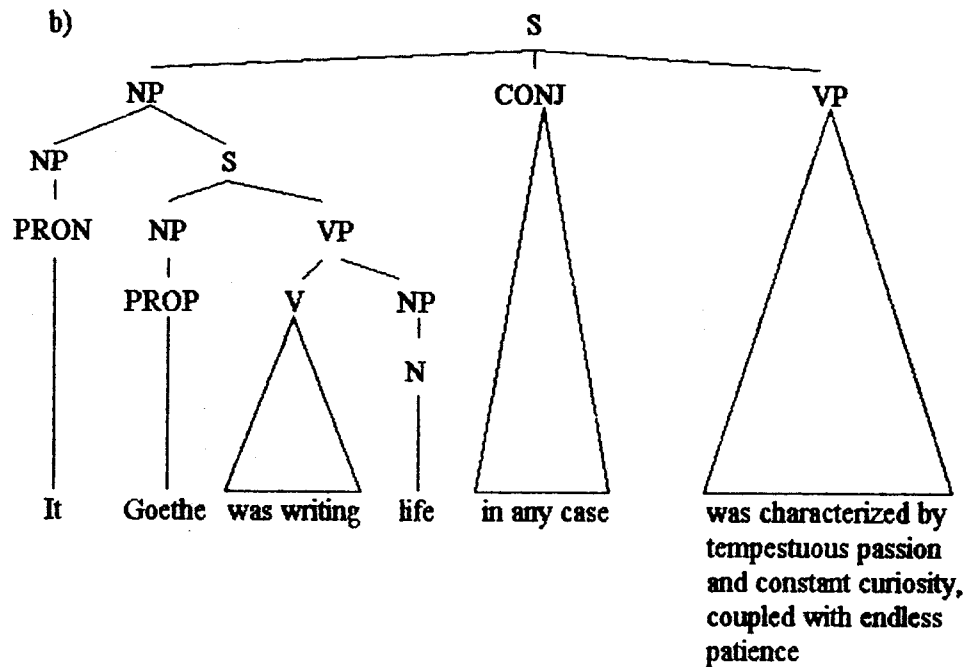 b)
S
NP CONJ VP
NP S
PRON NP VP
PROP V NP
N
It Goethe was writing life in any case was characterized by
tempestuous passion
and constant curiosity,
coupled with endless
patience